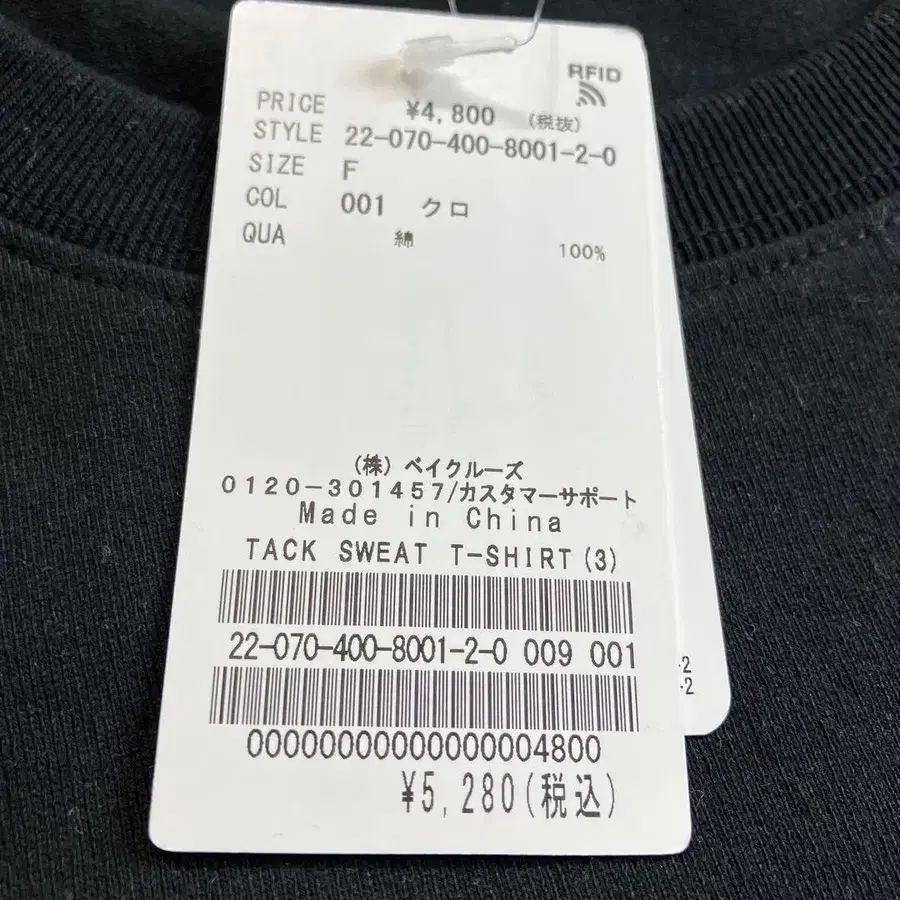 RFID
PRICE ¥4,800 (税抜)
STYLE 22-070-400-8001-2-0
SIZE F
COL 001 クロ
QUA 綿 100%
(株) ベイクルーズ
0120-301457/カスタマーサポート
Made in China
TACK SWEAT T-SHIRT(3)
22-070-400-8001-2-0 009 001
00000000000000004800
¥5,280(税込)
-2
-2